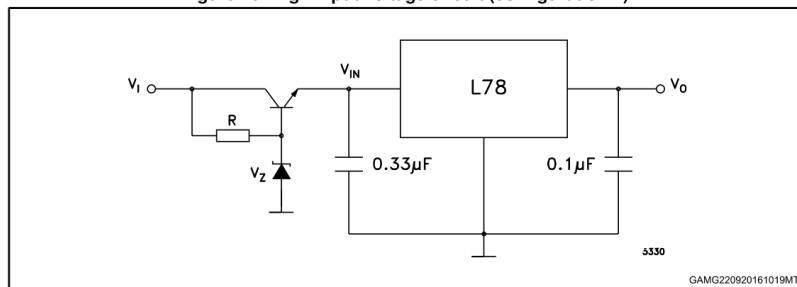 V_I
V_IN
L78
V_O
R
V_Z
0.33µF
0.1µF
5330
GAMG220920161019MT